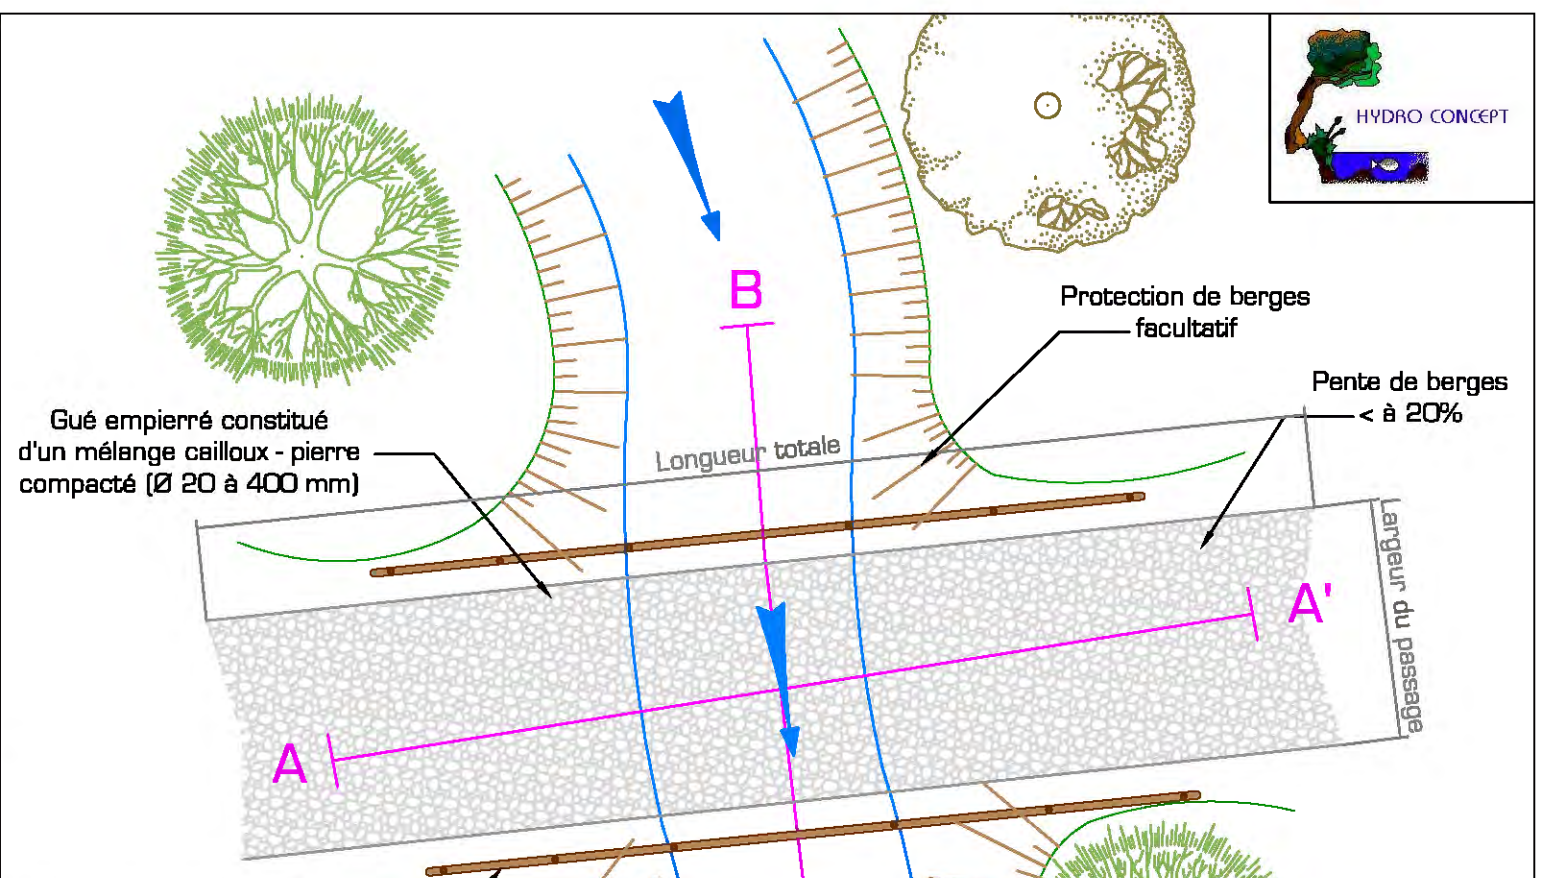 HYDRO CONCEPT
B
Protection de berges
facultatif
Pente de berges
< à 20%
Gué empierré constitué
d'un mélange cailloux - pierre
compacté (Ø 20 à 400 mm)
Longueur totale
Largeur du passage
A'
A